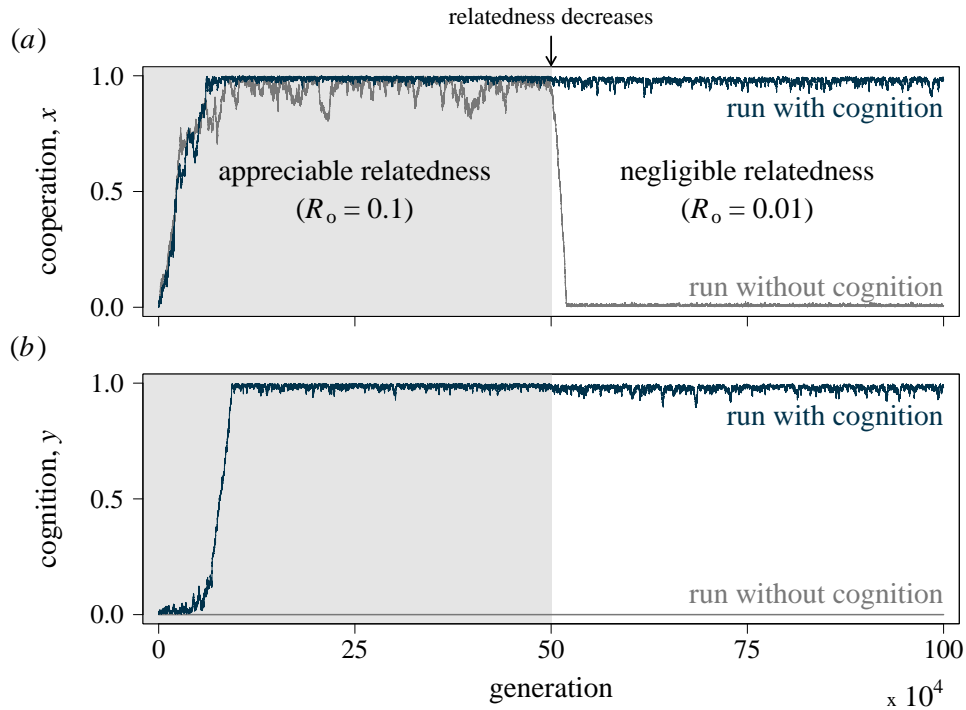 relatedness decreases
(a)
1.0
0.5
0.0
cooperation, x
run with cognition
appreciable relatedness
(Ro = 0.1)
negligible relatedness
(Ro = 0.01)
run without cognition
(b)
1.0
0.5
0.0
cognition, y
run with cognition
run without cognition
0 25 50 75 100
generation
x 10^4